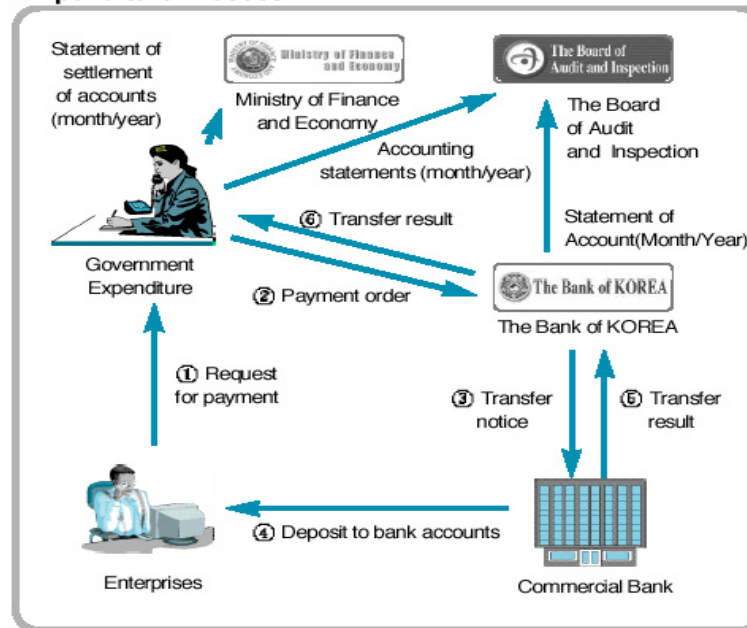 Statement of
settlement
of accounts
(month/year)
Ministry of Finance
and Economy
Ministry of Finance
and Economy
The Board of
Audit and Inspection
The Board
of Audit
and Inspection
Accounting
statements (month/year)
⑥ Transfer result
Statement of
Account(Month/Year)
Government
Expenditure
② Payment order
The Bank of KOREA
The Bank of KOREA
① Request
for payment
③ Transfer
notice
⑤ Transfer
result
④ Deposit to bank accounts
Enterprises
Commercial Bank